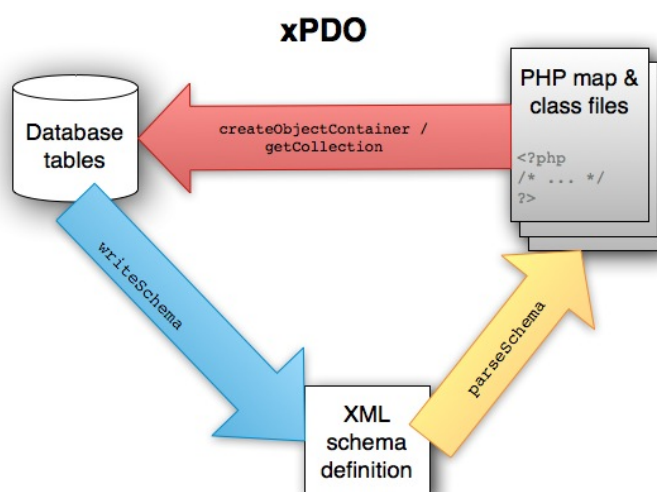 xPDO
PHP map &
class files
<?php
/* ... */
?>
createObjectContainer /
getCollection
Database
tables
writeSchema
parseSchema
XML
schema
definition